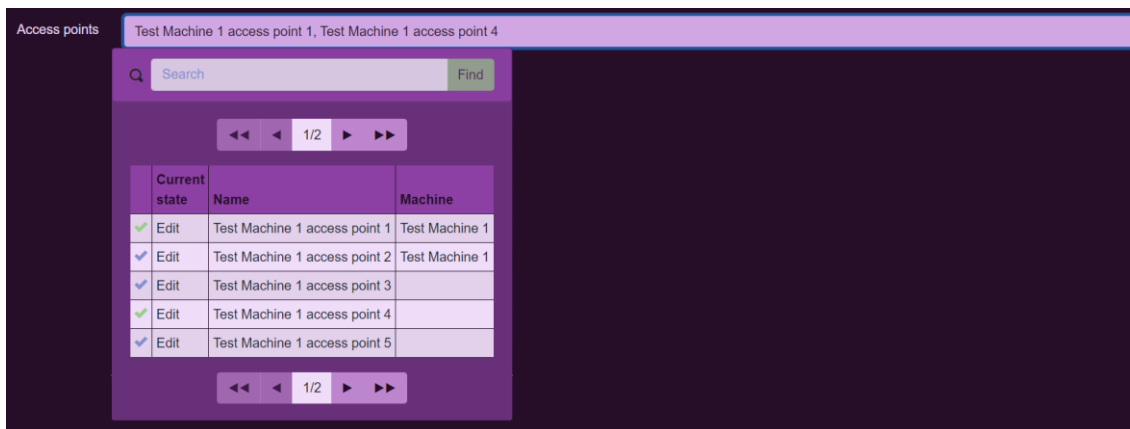 Access points Test Machine 1 access point 1, Test Machine 1 access point 4
Search Find
1/2
Current state Name Machine
Edit Test Machine 1 access point 1 Test Machine 1
Edit Test Machine 1 access point 2 Test Machine 1
Edit Test Machine 1 access point 3
Edit Test Machine 1 access point 4
Edit Test Machine 1 access point 5
1/2